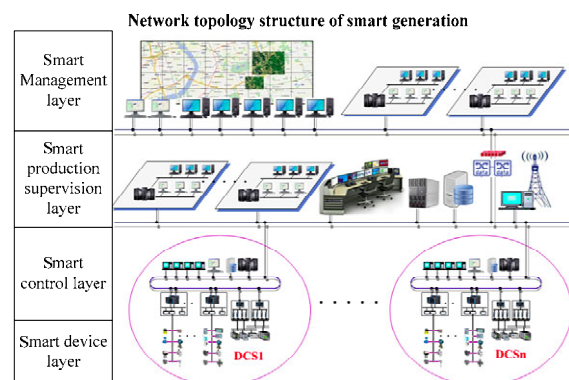 Network topology structure of smart generation
Smart
Management
layer
Smart
production
supervision
layer
Smart
control layer
Smart device
layer
DCS1
DCSn